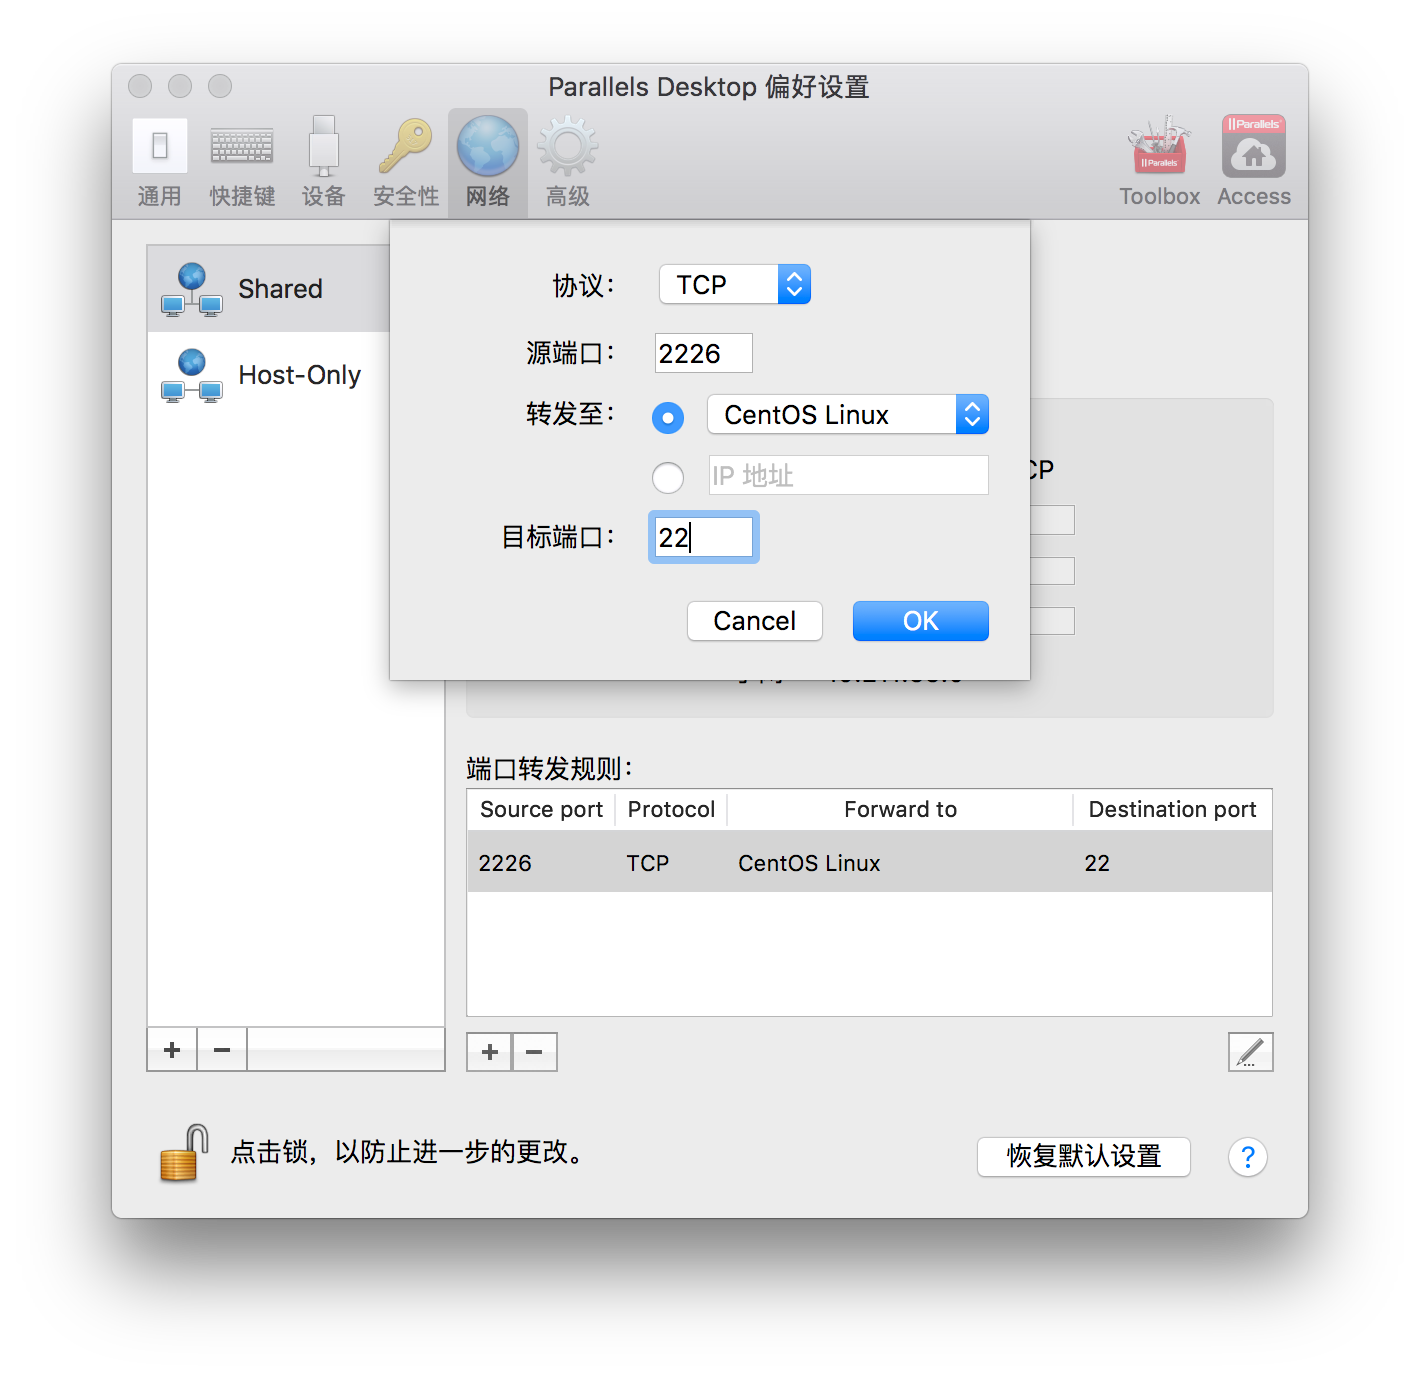 Parallels Desktop 偏好设置
通用 快捷键 设备 安全性 网络 高级 Toolbox Access
|| Parallels
|| Parallels
Shared
Host-Only
协议：
TCP
源端口：
2226
转发至：
CentOS Linux
IP 地址
目标端口：
22
Cancel OK
CP
端口转发规则：
Source port Protocol Forward to Destination port
2226 TCP CentOS Linux 22
点击锁，以防止进一步的更改。
恢复默认设置
?